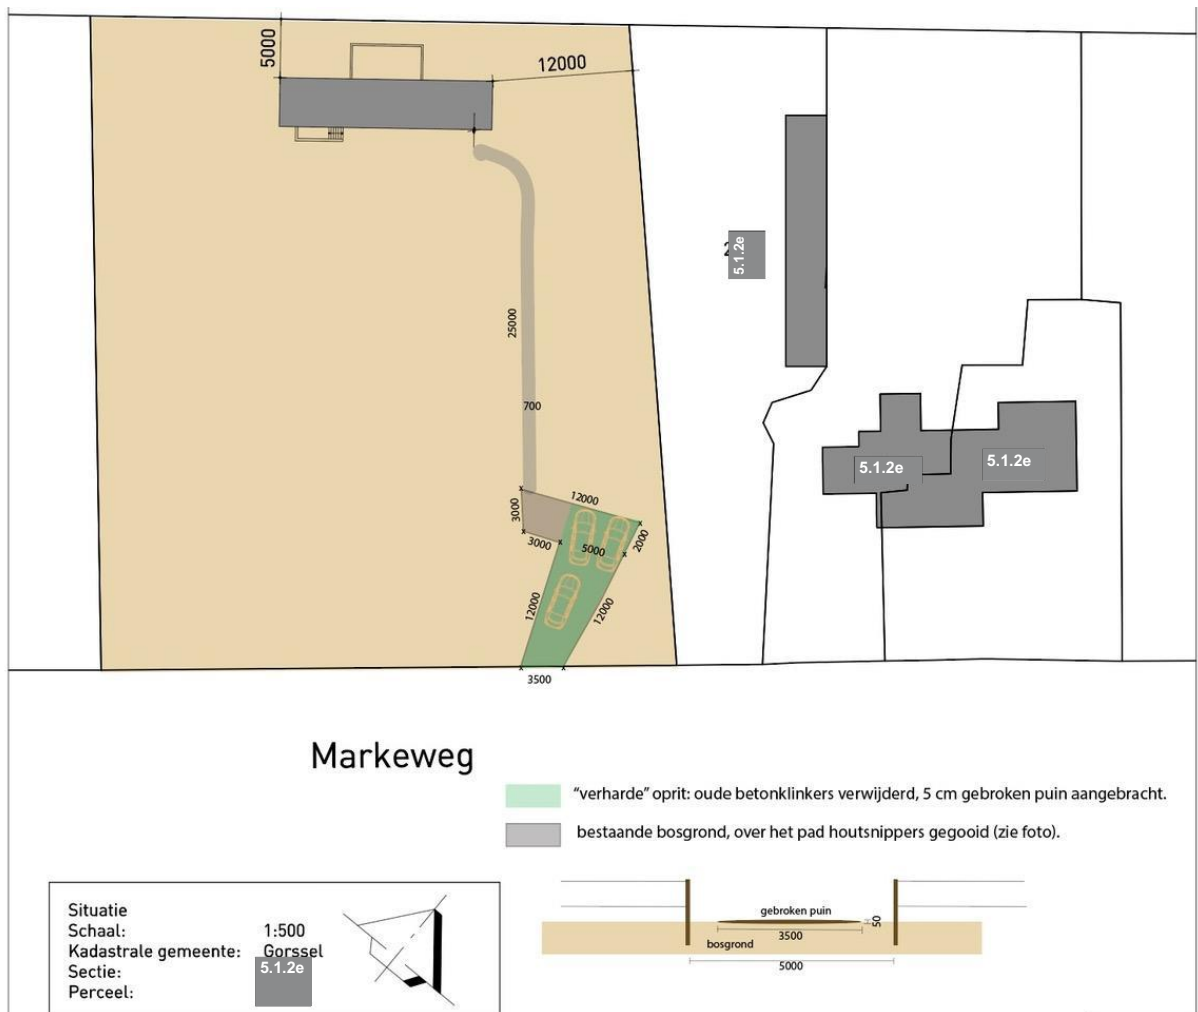 5000
12000
2
5.1.2e
25000
700
5.1.2e
5.1.2e
12000
3000
3000
5000
2000
12000
12000
3500
Markeweg
“verharde” oprit: oude betonklinkers verwijderd, 5 cm gebroken puin aangebracht.
bestaande bosgrond, over het pad houtsnippers gegooid (zie foto).
Situatie
Schaal: 1:500
Kadastrale gemeente: Gorssel
Sectie: 5.1.2e
Perceel:
gebroken puin
50
3500
bosgrond
5000